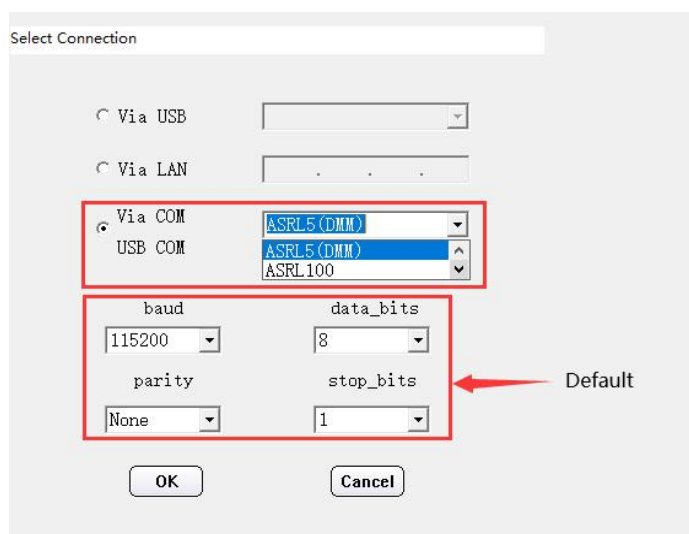 Select Connection
Via USB
Via LAN
. . .
Via COM
USB COM
ASRL5(DMM)
ASRL5(DMM)
ASRL100
baud data_bits
115200 8
parity stop_bits
Default
None 1
OK Cancel